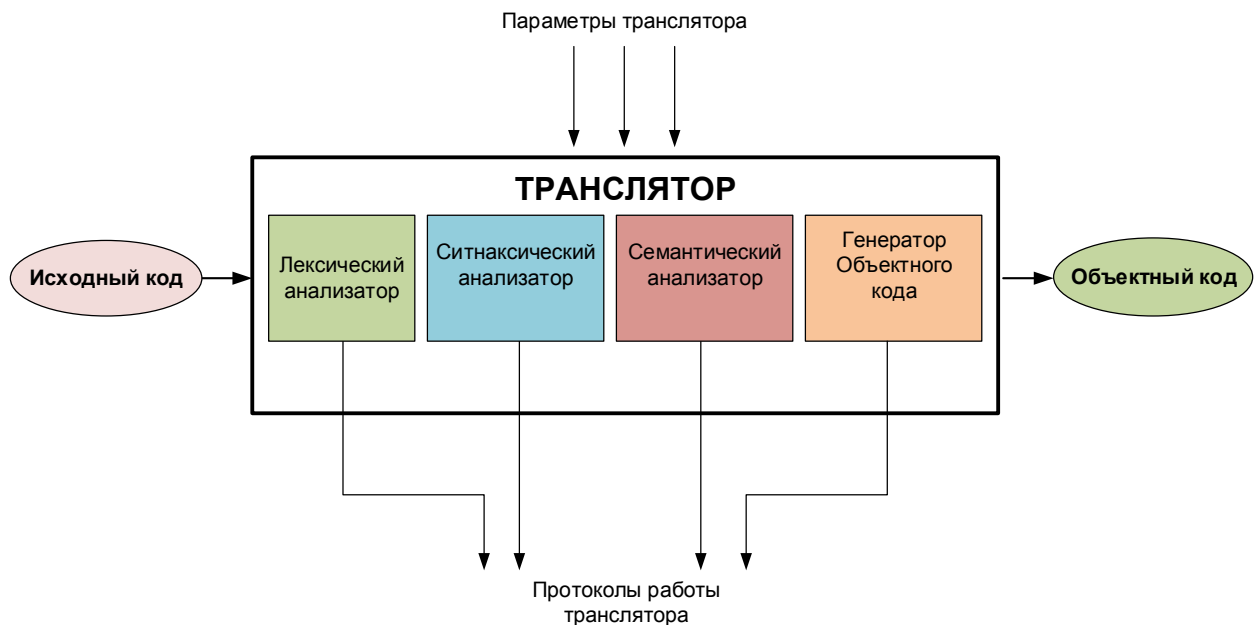 Параметры транслятора
ТРАНСЛЯТОР
Исходный код
Лексический
анализатор
Ситнаксический
анализатор
Семантический
анализатор
Генератор
Объектного
кода
Объектный код
Протоколы работы
транслятора